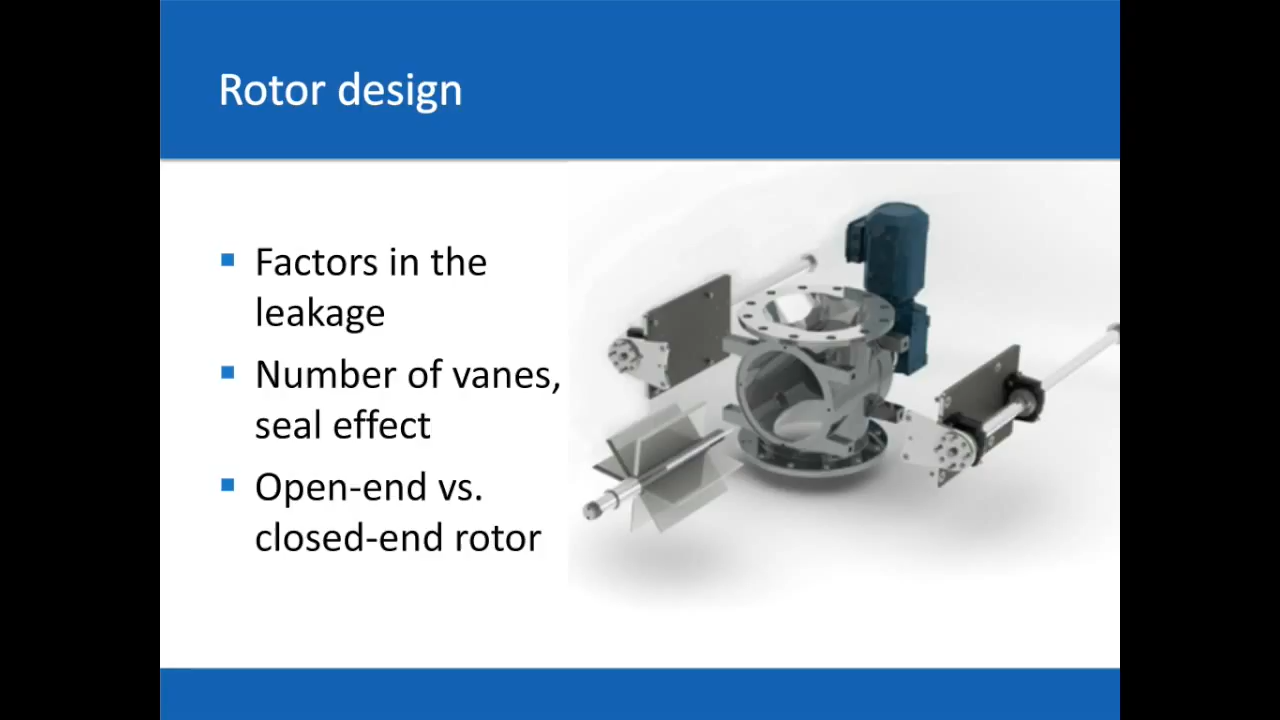 Rotor design
Factors in the
leakage
Number of vanes,
seal effect
Open-end vs.
closed-end rotor